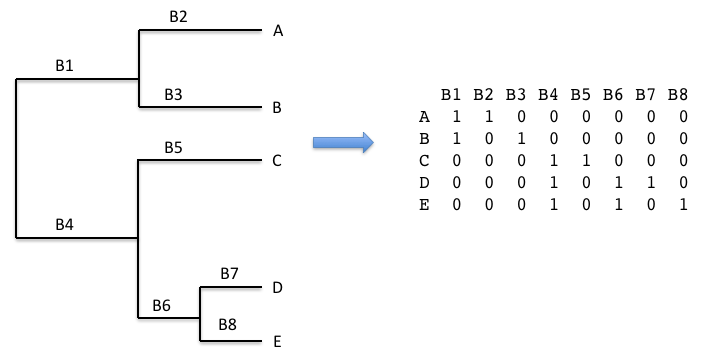 B2
A
B1
B3
B
B5
C
B4
B7
D
B6
B8
E
B1 B2 B3 B4 B5 B6 B7 B8
A 1 1 0 0 0 0 0 0
B 1 0 1 0 0 0 0 0
C 0 0 0 1 1 0 0 0
D 0 0 0 1 0 1 1 0
E 0 0 0 1 0 1 0 1